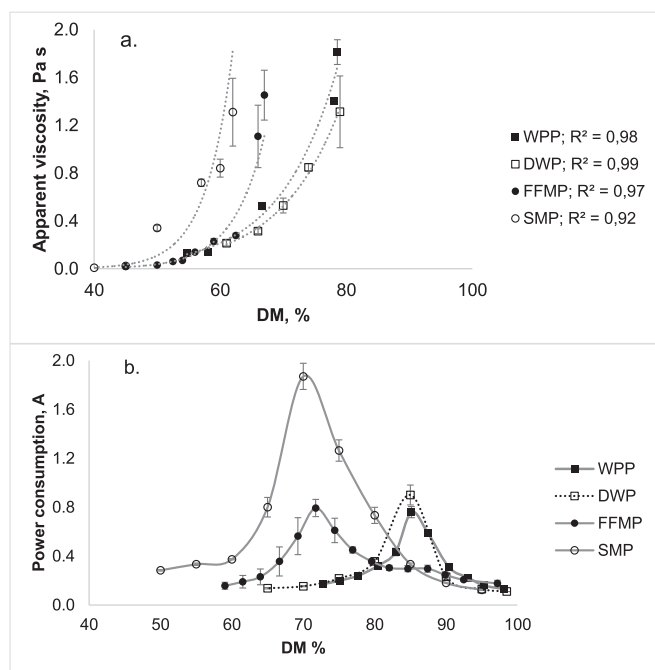 a.
2.0
1.6
1.2
0.8
0.4
0.0
Apparent viscosity, Pa s
40 60 80 100
DM, %
WPP; R² = 0,98
DWP; R² = 0,99
FFMP; R² = 0,97
SMP; R² = 0,92
b.
2.0
1.6
1.2
0.8
0.4
0.0
Power consumption, A
40 50 60 70 80 90 100
DM %
WPP
DWP
FFMP
SMP